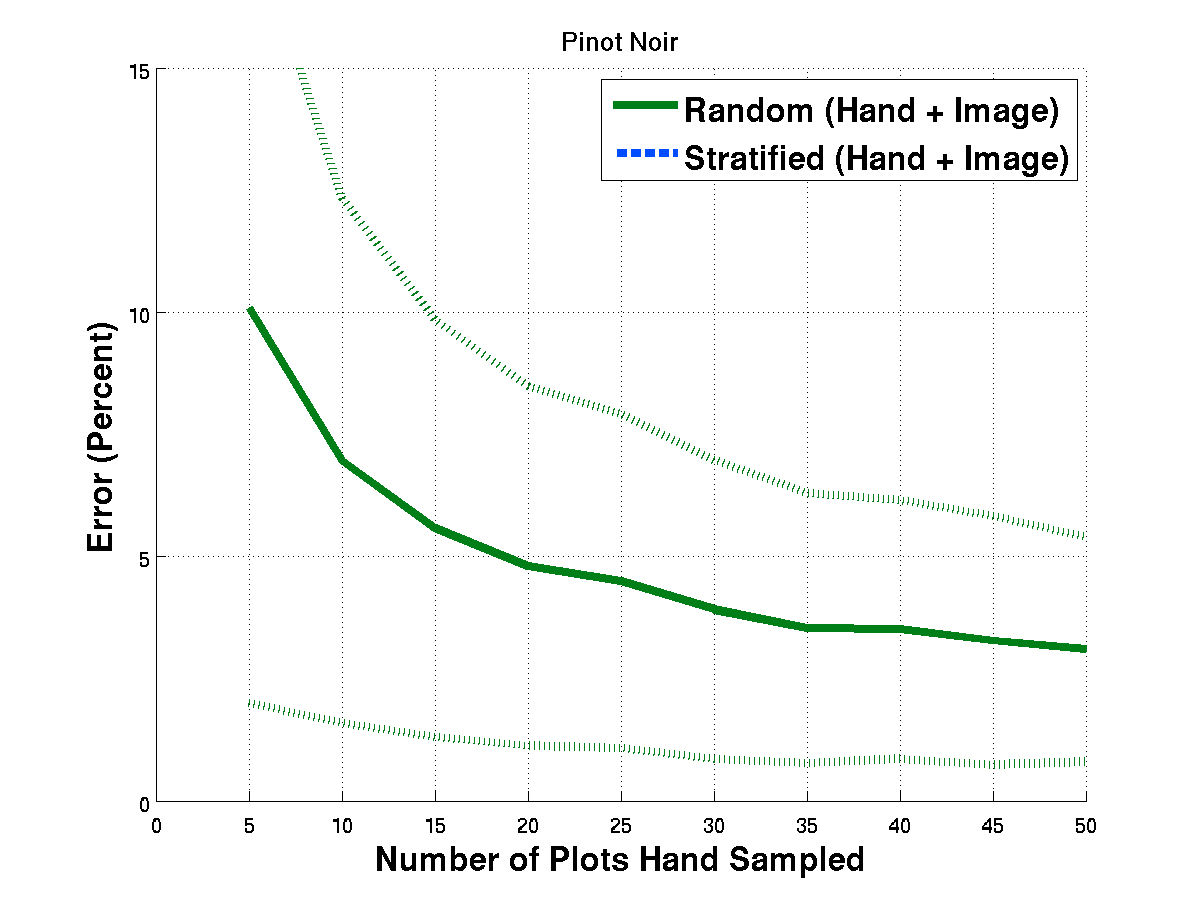 Pinot Noir
15
Random (Hand + Image)
Stratified (Hand + Image)
10
Error (Percent)
5
0
0 5 10 15 20 25 30 35 40 45 50
Number of Plots Hand Sampled